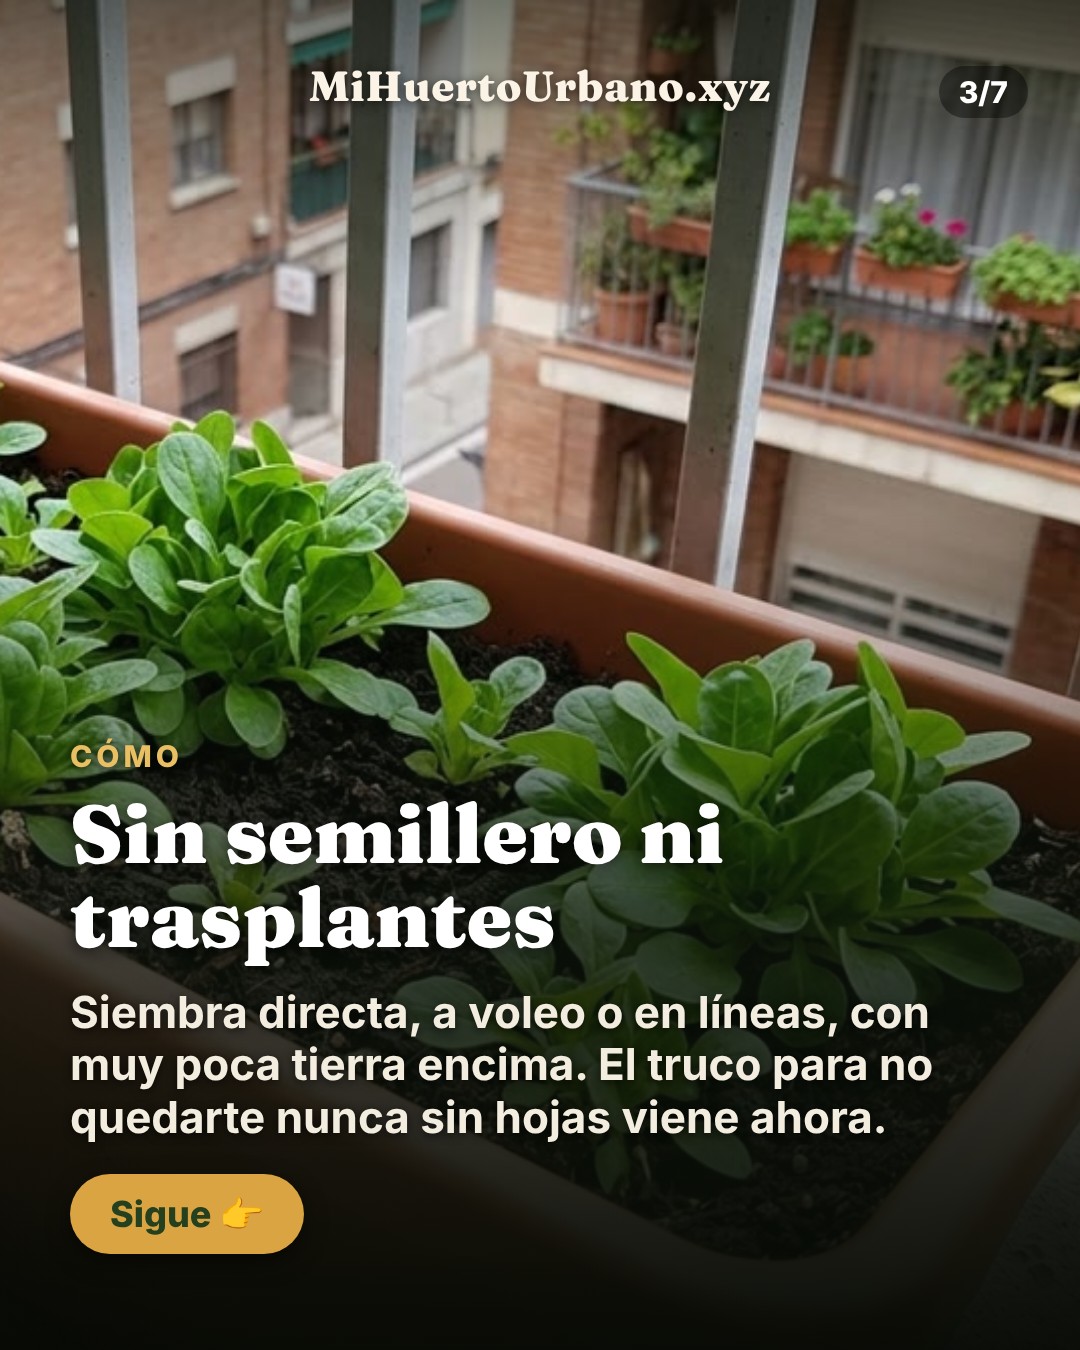 MiHuertoUrbano.xyz
3/7
CÓMO
Sin semillero ni
trasplantes
Siembra directa, a voleo o en líneas, con
muy poca tierra encima. El truco para no
quedarte nunca sin hojas viene ahora.
Sigue 👉